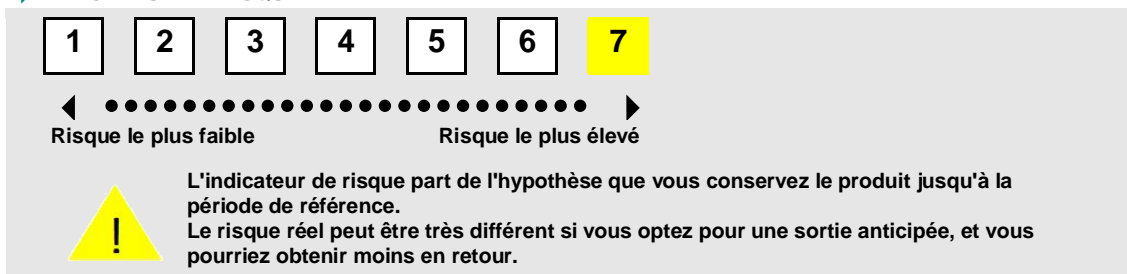 1 2 3 4 5 6 7
Risque le plus faible Risque le plus élevé
L'indicateur de risque part de l'hypothèse que vous conservez le produit jusqu'à la
période de référence.
Le risque réel peut être très différent si vous optez pour une sortie anticipée, et vous
pourriez obtenir moins en retour.
!